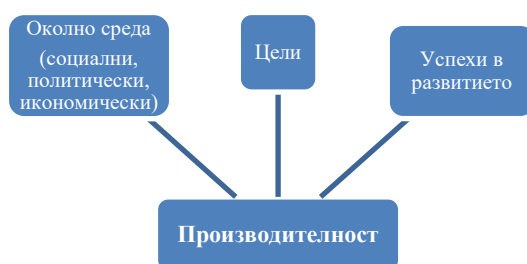 Околно среда
(социални,
политически,
икономически)
Цели
Успехи в
развитието
Производителност